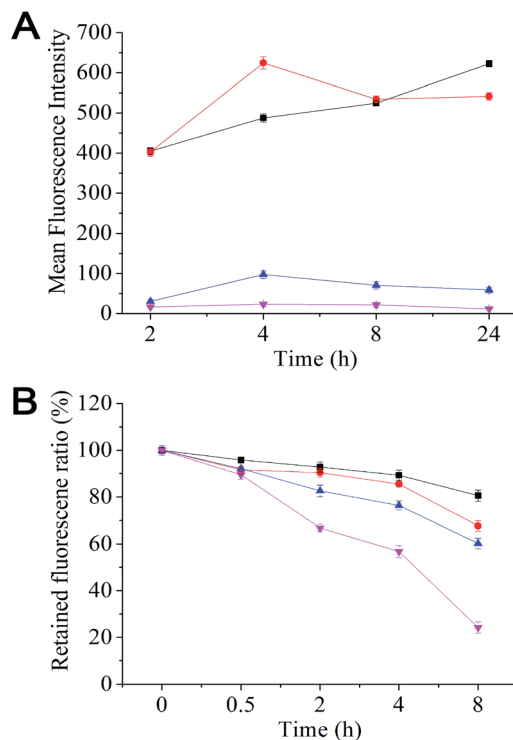 A
Mean Fluorescence Intensity
700
600
500
400
300
200
100
0
2 4 8 24
Time (h)
B
Retained fluorescene ratio (%)
120
100
80
60
40
20
0
0 0.5 2 4 8
Time (h)